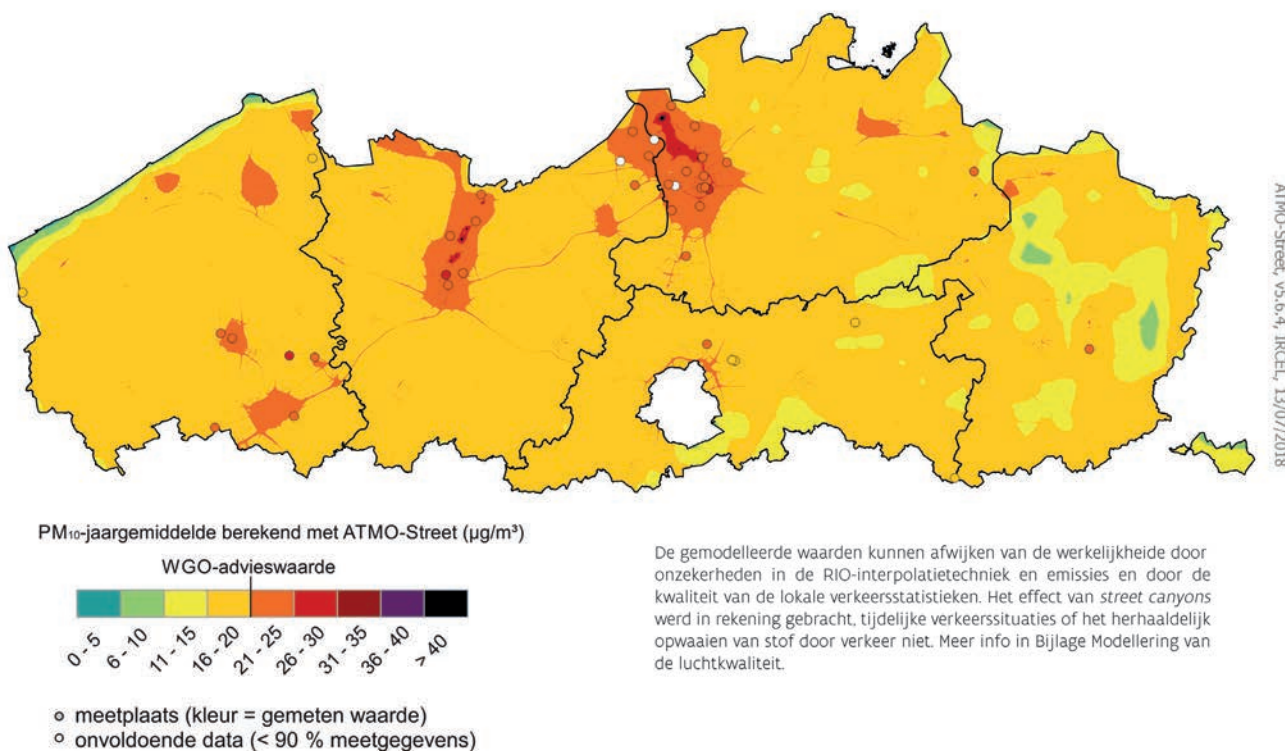 ATMO-Street, v5.6.4, IRCEL, 13/07/2018
PM₁₀-jaargemiddelde berekend met ATMO-Street (µg/m³)
WGO-advieswaarde
0 - 5
6 - 10
11 - 15
16 - 20
21 - 25
26 - 30
31 - 35
36 - 40
> 40
meetplaats (kleur = gemeten waarde)
onvoldoende data (< 90 % meetgegevens)
De gemodelleerde waarden kunnen afwijken van de werkelijkheide door
onzekerheden in de RIO-interpolatietechniek en emissies en door de
kwaliteit van de lokale verkeersstatistieken. Het effect van street canyons
werd in rekening gebracht, tijdelijke verkeerssituaties of het herhaaldelijk
opwaaien van stof door verkeer niet. Meer info in Bijlage Modellering van
de luchtkwaliteit.